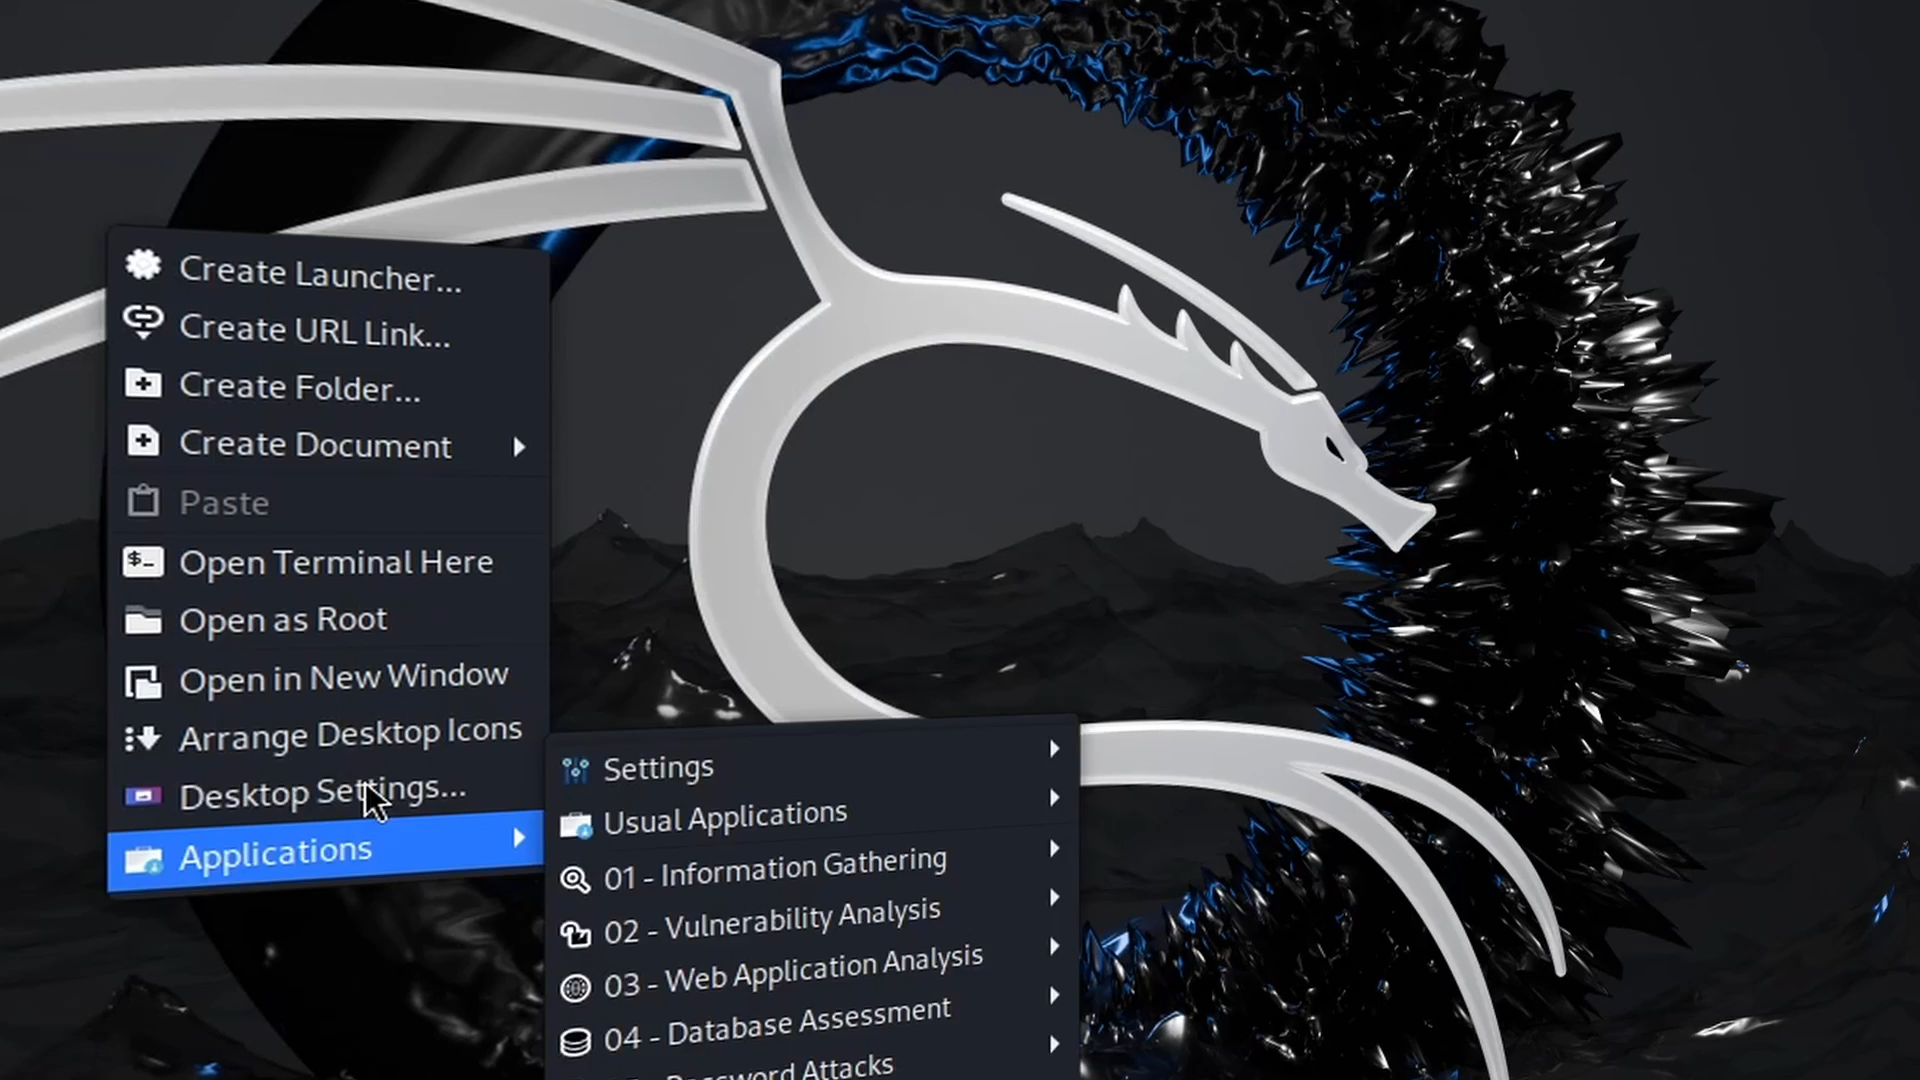 Create Launcher...
Create URL Link...
Create Folder...
Create Document
Paste
Open Terminal Here
Open as Root
Open in New Window
Arrange Desktop Icons
Desktop Settings...
Applications
Settings
Usual Applications
01 - Information Gathering
02 - Vulnerability Analysis
03 - Web Application Analysis
04 - Database Assessment
Password Attacks